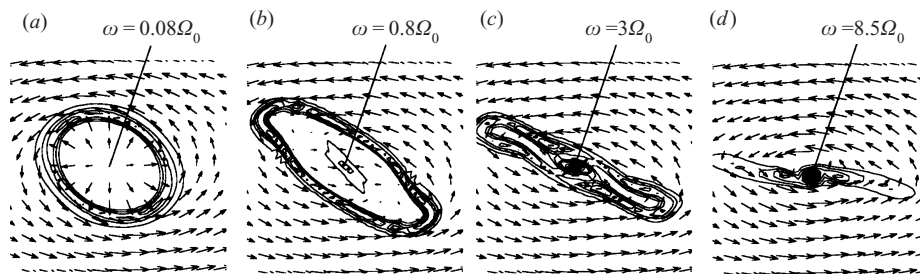 (a) ω = 0.08Ω₀
(b) ω = 0.8Ω₀
(c) ω = 3Ω₀
(d) ω = 8.5Ω₀